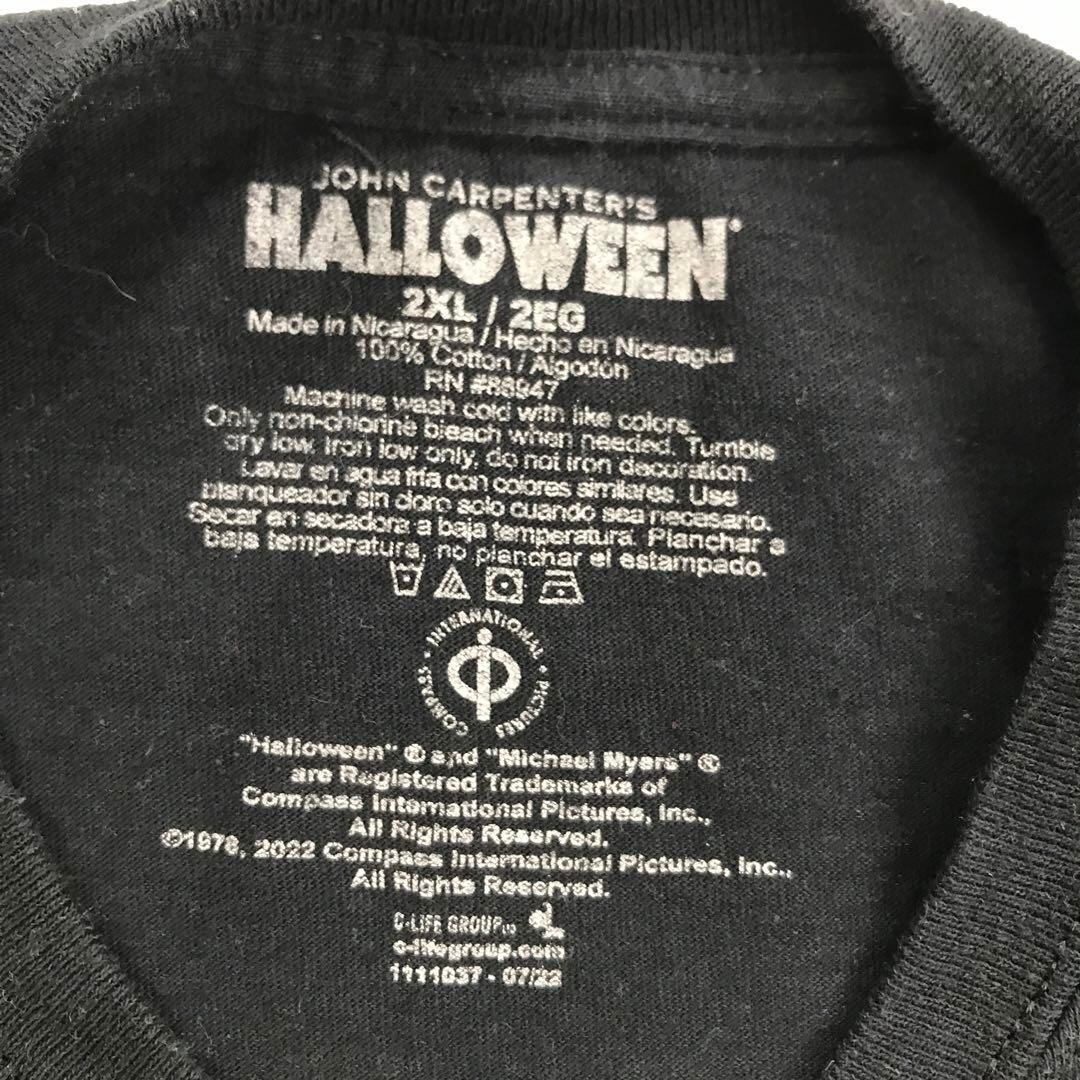 JOHN CARPENTER'S
HALLOWEEN®
2XL / 2EG
Made in Nicaragua / Hecho en Nicaragua
100% Cotton / Algodón
RN #88947
Machine wash cold with like colors.
Only non-chlorine bleach when needed. Tumble
dry low. Iron low only, do not iron decoration.
Lavar en agua fria con colores similares. Use
blanqueador sin cloro solo cuando sea necesario.
Secar en secadora a baja temperatura. Planchar a
baja temperatura, no planchar el estampado.
COMPASS • INTERNATIONAL • PICTURES
"Halloween" ® and "Michael Myers" ®
are Registered Trademarks of
Compass International Pictures, Inc.,
All Rights Reserved.
©1978, 2022 Compass International Pictures, Inc.,
All Rights Reserved.
C-LIFE GROUP
c-lifegroup.com
1111037 - 07/22